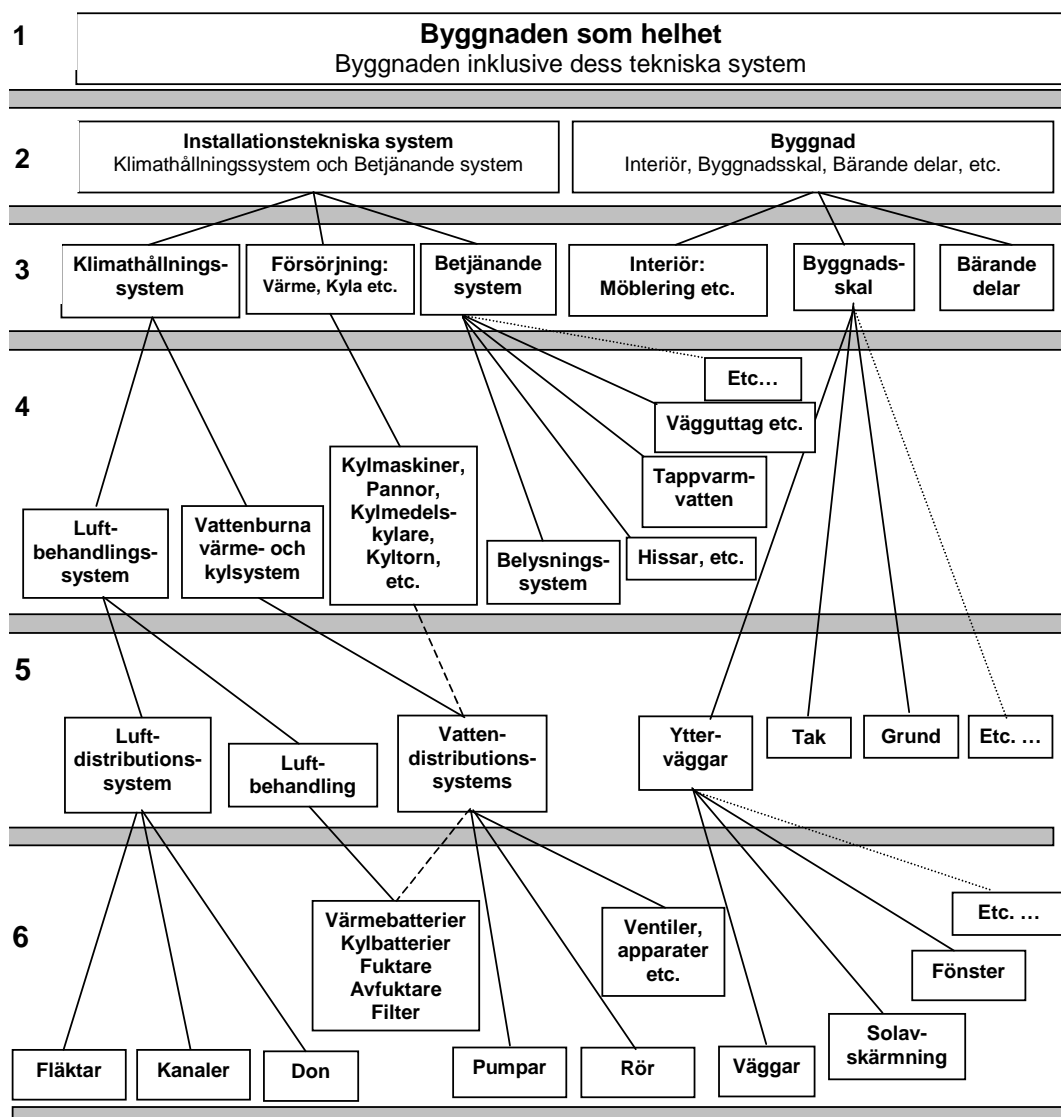 1
Byggnaden som helhet
Byggnaden inklusive dess tekniska system
2
Installationstekniska system
Klimathållningssystem och Betjänande system
Byggnad
Interiör, Byggnadsskal, Bärande delar, etc.
3
Klimathållnings-
system
Försörjning:
Värme, Kyla etc.
Betjänande
system
Interiör:
Möblering etc.
Byggnads-
skal
Bärande
delar
4
Etc…
Vägguttag etc.
Tappvarm-
vatten
Hissar, etc.
Belysnings-
system
Kylmaskiner,
Pannor,
Kylmedels-
kylare,
Kyltorn,
etc.
Vattenburna
värme- och
kylsystem
Luft-
behandlings-
system
5
Luft-
distributions-
system
Luft-
behandling
Vatten-
distributions-
systems
Ytter-
väggar
Tak
Grund
Etc. …
6
Värmebatterier
Kylbatterier
Fuktare
Avfuktare
Filter
Ventiler,
apparater
etc.
Etc. …
Fönster
Solav-
skärmning
Fläktar
Kanaler
Don
Pumpar
Rör
Väggar